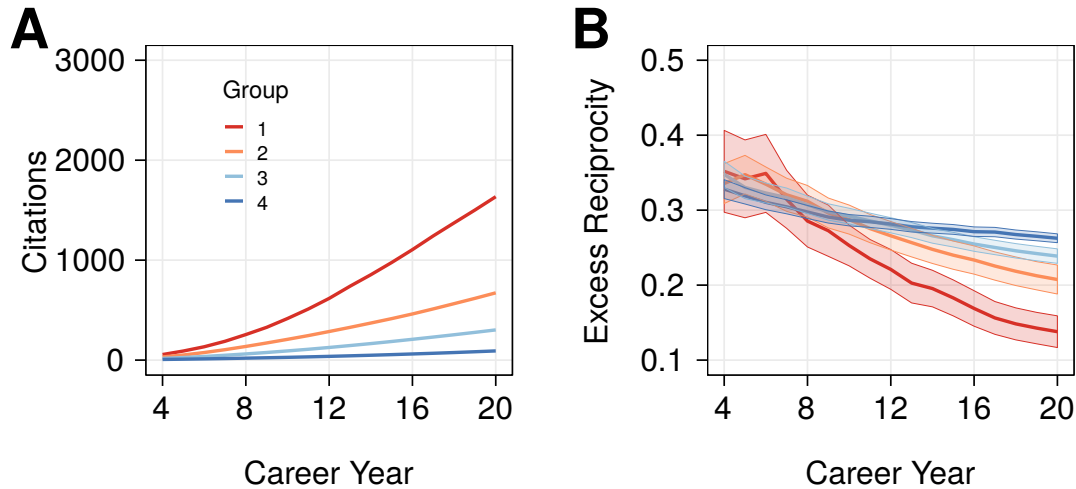 A
Citations
3000
2000
1000
0
Group
1
2
3
4
4 8 12 16 20
Career Year
B
Excess Reciprocity
0.5
0.4
0.3
0.2
0.1
4 8 12 16 20
Career Year